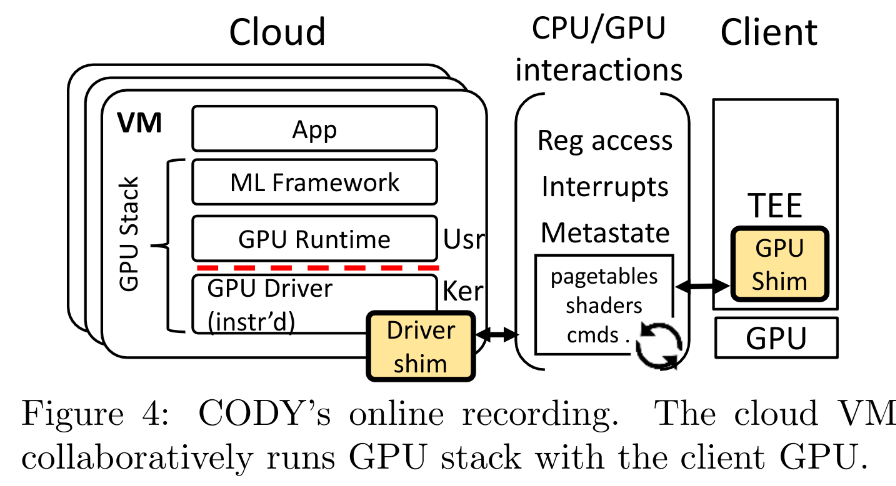 Cloud
CPU/GPU
interactions
Client
VM
App
GPU Stack
ML Framework
GPU Runtime
Usr
GPU Driver
(instr'd)
Ker
Driver
shim
Reg access
Interrupts
Metastate
pagetables
shaders
cmds .
TEE
GPU
Shim
GPU
Figure 4: CODY's online recording. The cloud VM
collaboratively runs GPU stack with the client GPU.